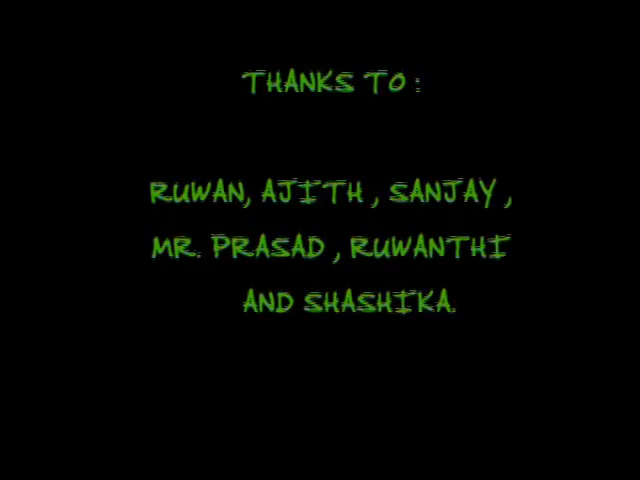 THANKS TO :
RUWAN, AJITH , SANJAY ,
MR. PRASAD , RUWANTHI
AND SHASHIKA.